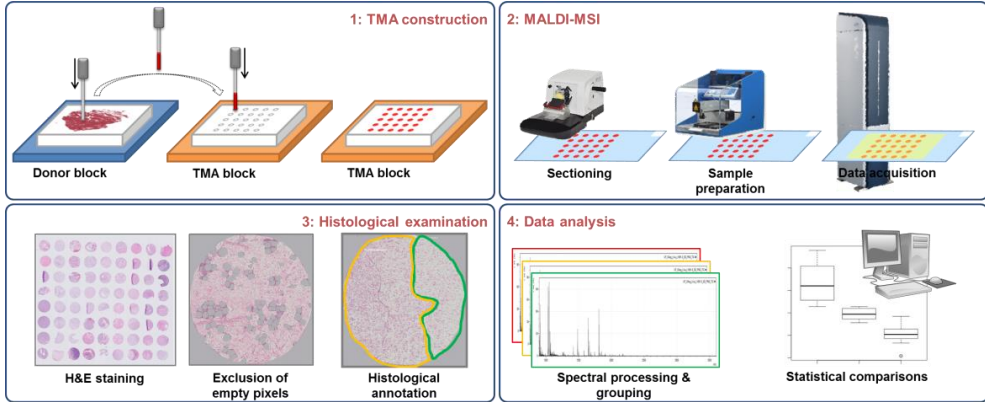 1: TMA construction
Donor block
TMA block
TMA block
2: MALDI-MSI
Sectioning
Sample
preparation
Data acquisition
3: Histological examination
H&E staining
Exclusion of
empty pixels
Histological
annotation
4: Data analysis
Spectral processing &
grouping
Statistical comparisons